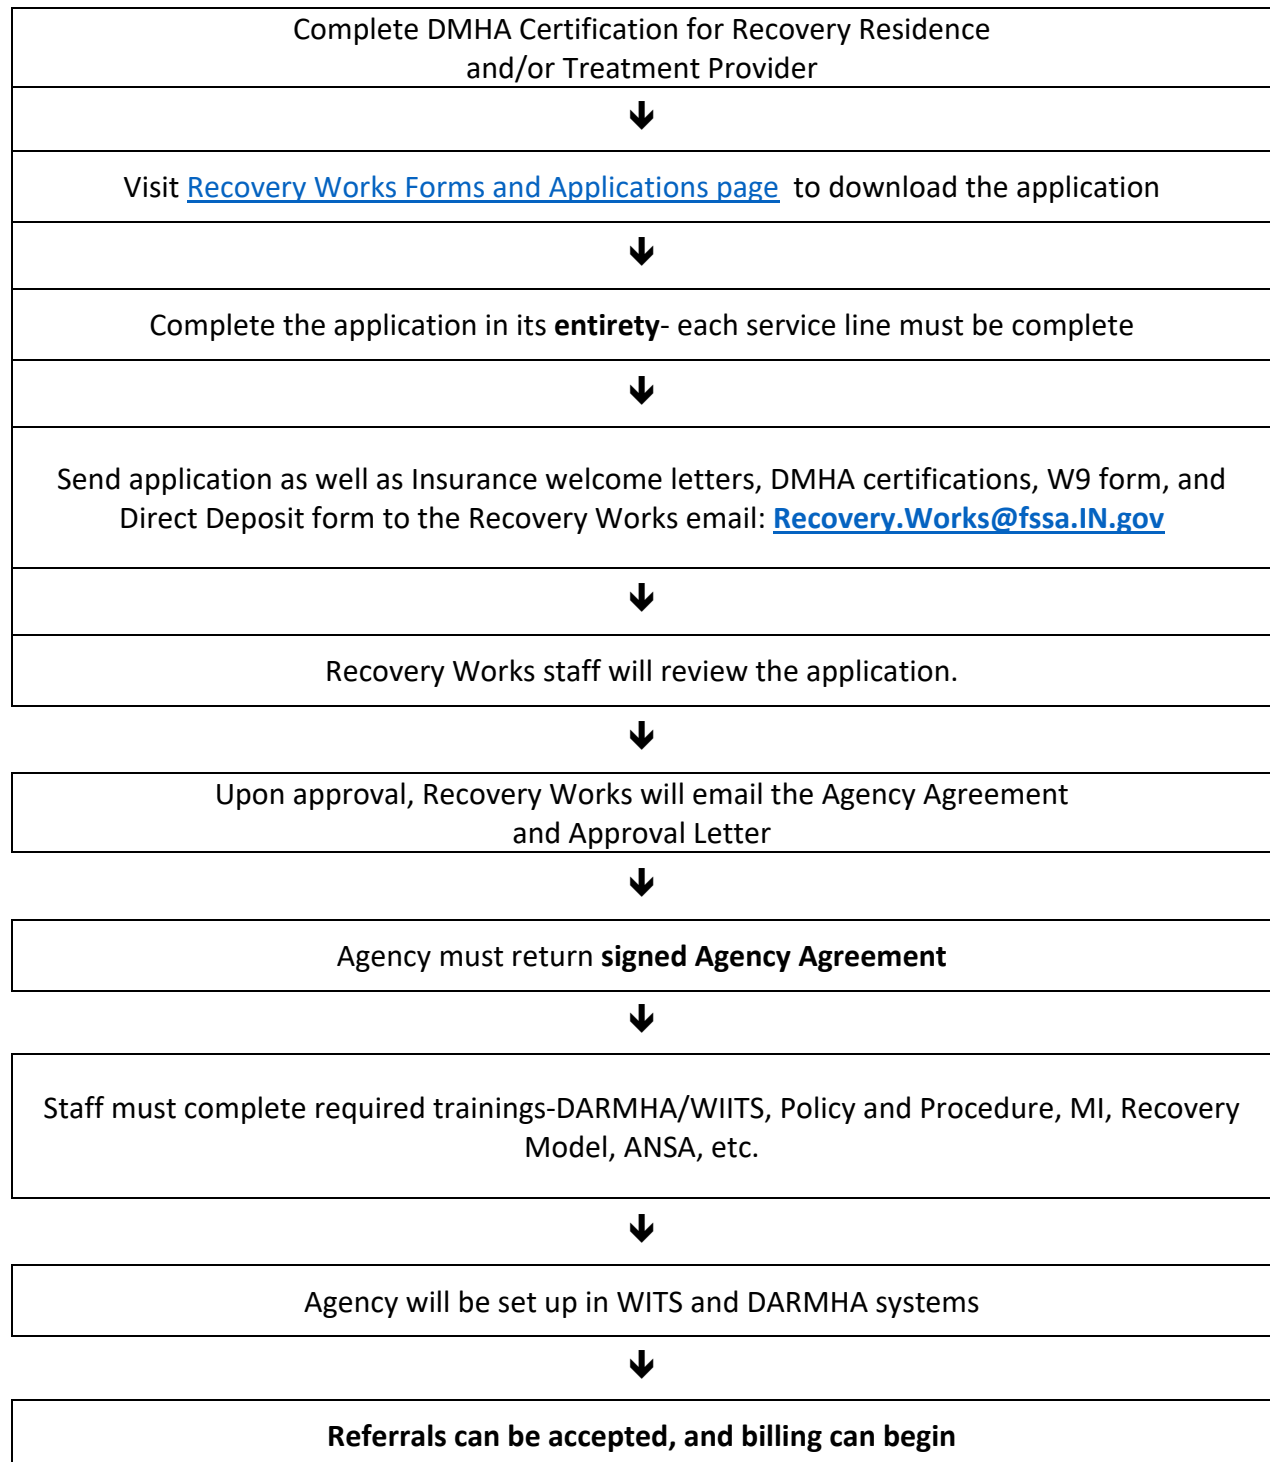 Complete DMHA Certification for Recovery Residence
and/or Treatment Provider
Visit Recovery Works Forms and Applications page to download the application
Complete the application in its entirety- each service line must be complete
Send application as well as Insurance welcome letters, DMHA certifications, W9 form, and
Direct Deposit form to the Recovery Works email: Recovery.Works@fssa.IN.gov
Recovery Works staff will review the application.
Upon approval, Recovery Works will email the Agency Agreement
and Approval Letter
Agency must return signed Agency Agreement
Staff must complete required trainings-DARMHA/WIITS, Policy and Procedure, MI, Recovery
Model, ANSA, etc.
Agency will be set up in WITS and DARMHA systems
Referrals can be accepted, and billing can begin